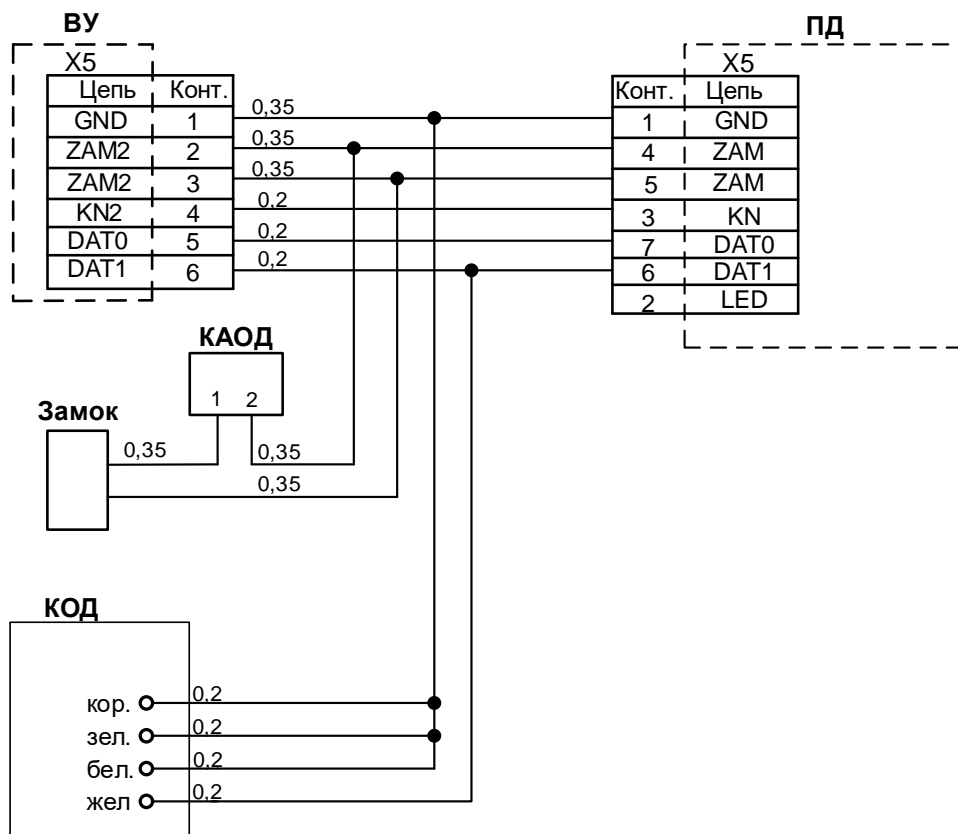 ВУ
ПД
X5
Цепь Конт.
GND 1
ZAM2 2
ZAM2 3
KN2 4
DAT0 5
DAT1 6
0,35
0,35
0,35
0,2
0,2
0,2
X5
Конт. Цепь
1 GND
4 ZAM
5 ZAM
3 KN
7 DAT0
6 DAT1
2 LED
КАОД
1 2
Замок
0,35 0,35
0,35
КОД
кор. 0,2
зел. 0,2
бел. 0,2
жел 0,2